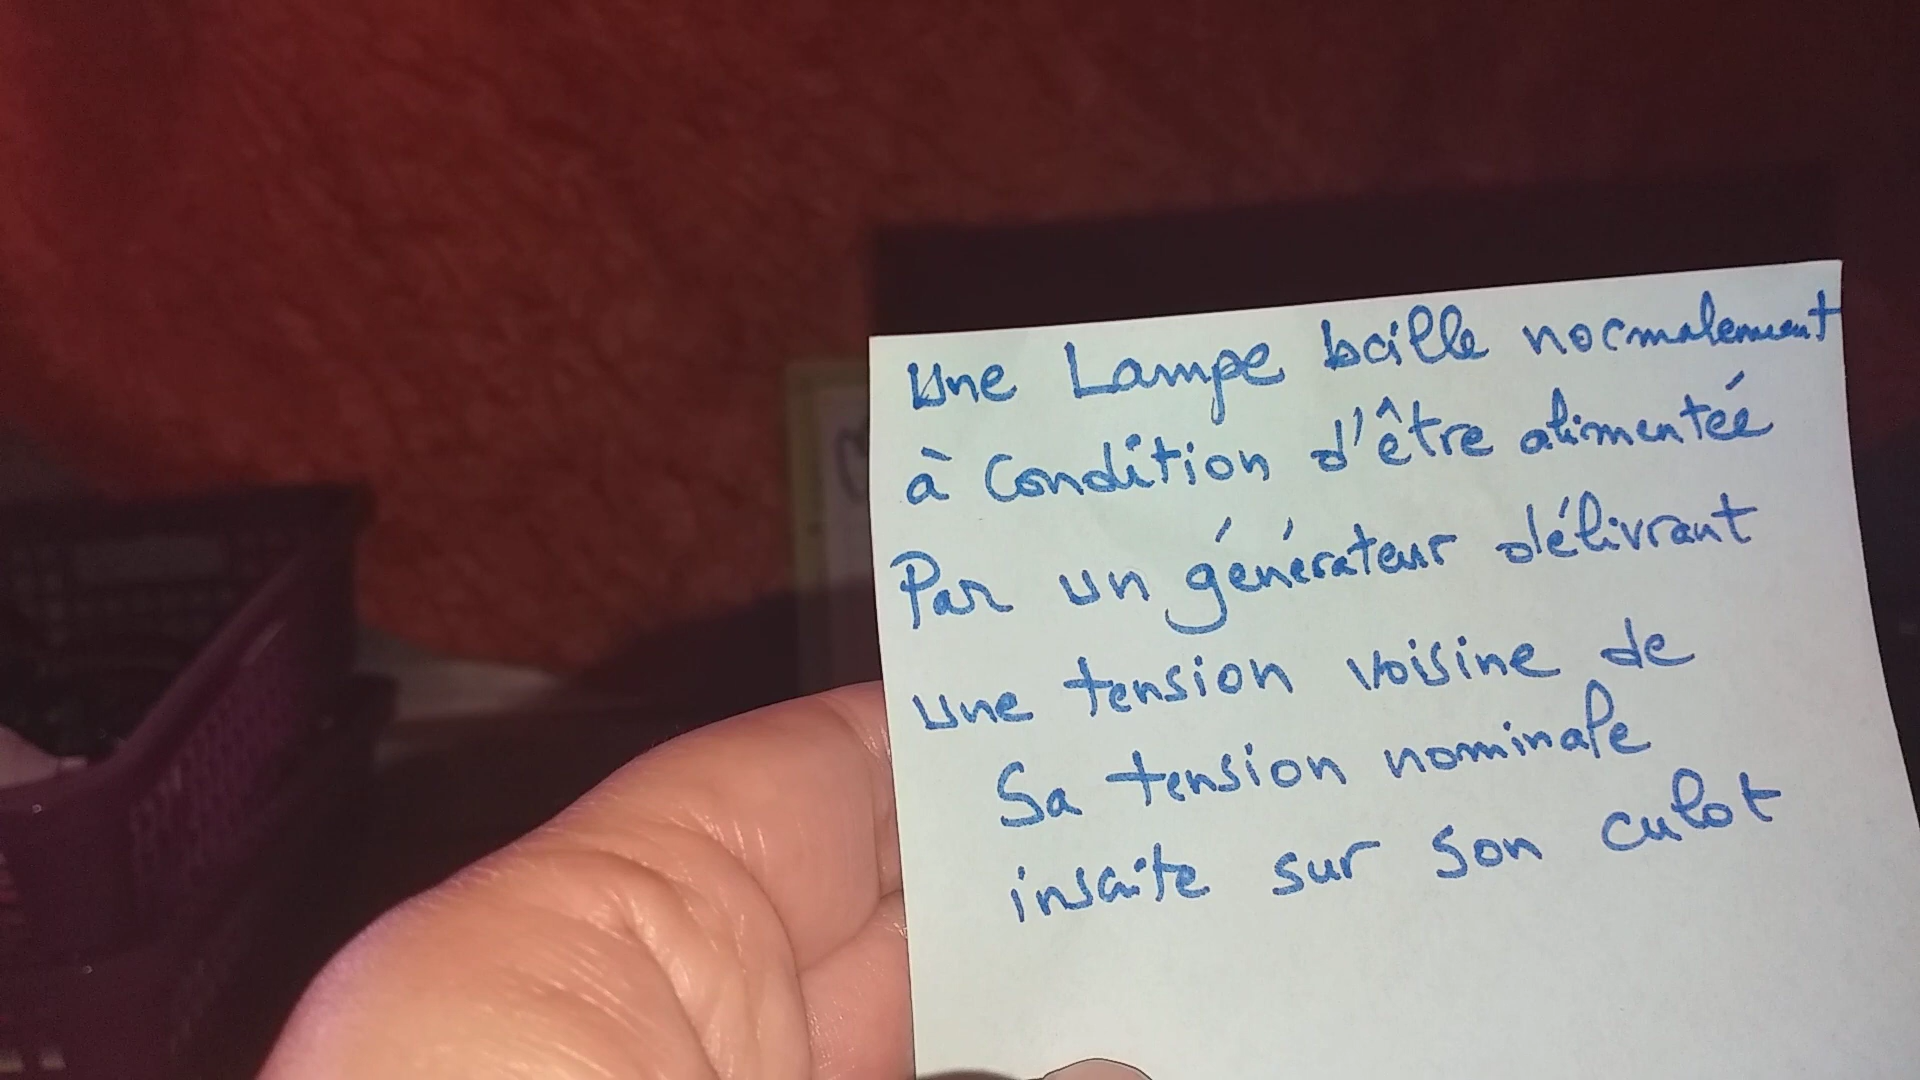 Une Lampe brille normalement
à Condition d'être alimentée
Par un générateur délivrant
une tension voisine de
Sa tension nominale
inscrite sur son culot